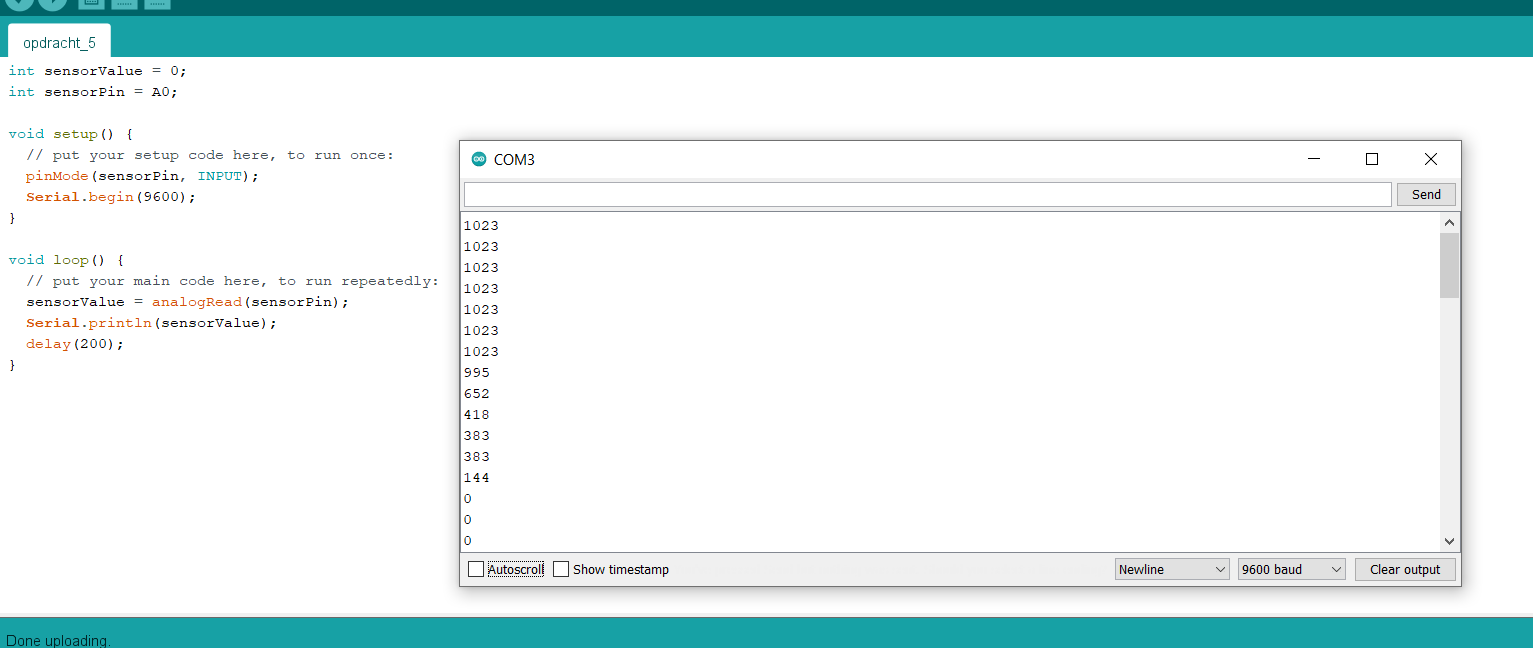 opdracht_5
int sensorValue = 0;
int sensorPin = A0;
void setup() {
// put your setup code here, to run once:
pinMode(sensorPin, INPUT);
Serial.begin(9600);
}
void loop() {
// put your main code here, to run repeatedly:
sensorValue = analogRead(sensorPin);
Serial.println(sensorValue);
delay(200);
}
COM3
Send
1023
1023
1023
1023
1023
1023
1023
995
652
418
383
383
144
0
0
0
Autoscroll Show timestamp Newline 9600 baud Clear output
Done uploading.